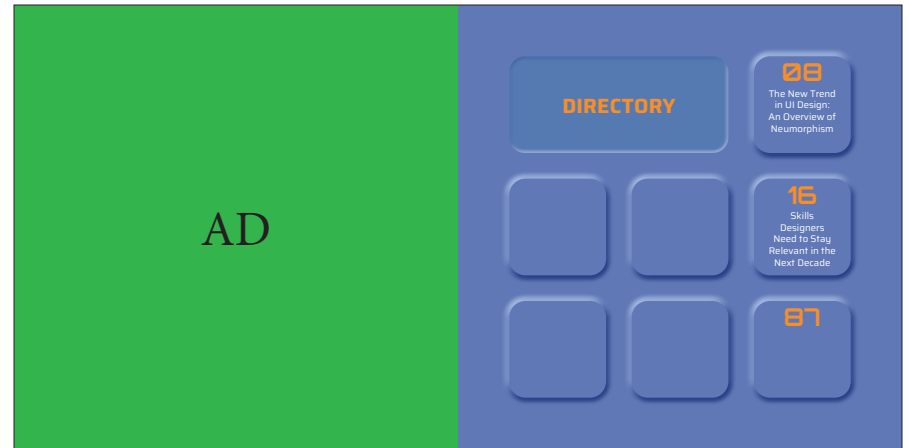 AD
DIRECTORY
08
The New Trend
in UI Design:
An Overview of
Neumorphism
16
Skills
Designers
Need to Stay
Relevant in the
Next Decade
87